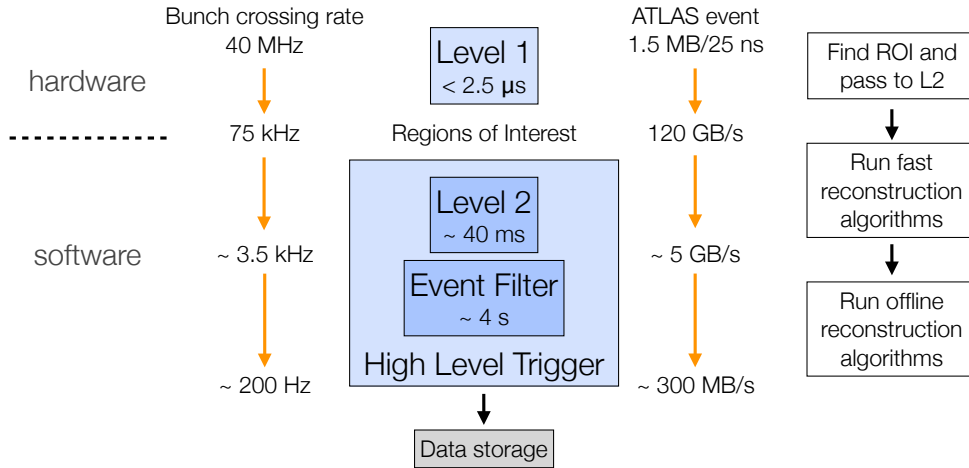 Bunch crossing rate
40 MHz
75 kHz
~ 3.5 kHz
~ 200 Hz
hardware
software
Level 1
< 2.5 μs
Regions of Interest
Level 2
~ 40 ms
Event Filter
~ 4 s
High Level Trigger
Data storage
ATLAS event
1.5 MB/25 ns
120 GB/s
~ 5 GB/s
~ 300 MB/s
Find ROI and
pass to L2
Run fast
reconstruction
algorithms
Run offline
reconstruction
algorithms